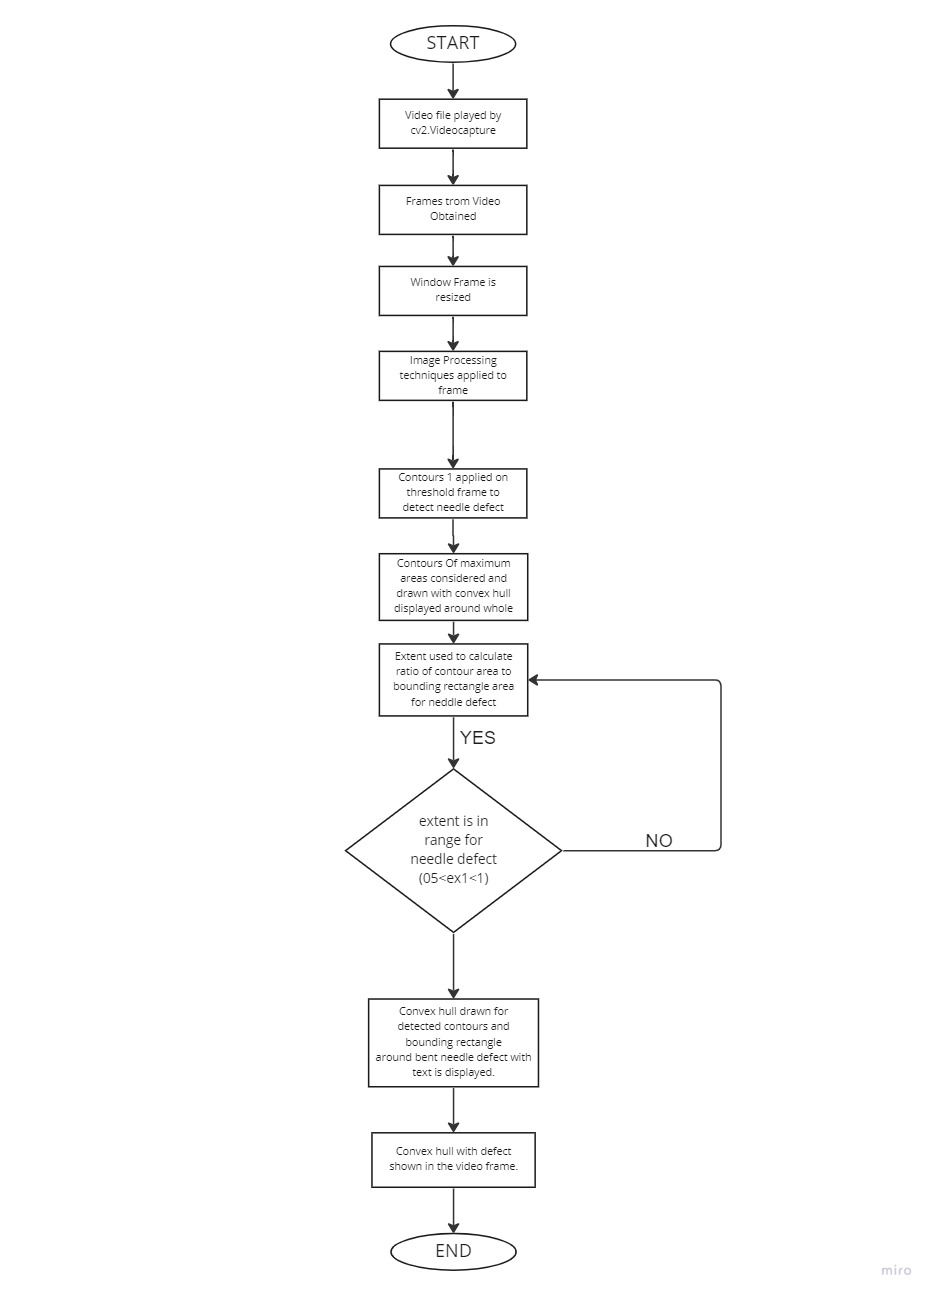 START
Video file played by
cv2.Videocapture
Frames trom Video
Obtained
Window Frame is
resized
Image Processing
techniques applied to
frame
Contours 1 applied on
threshold frame to
detect needle defect
Contours Of maximum
areas considered and
drawn with convex hull
displayed around whole
Extent used to calculate
ratio of contour area to
bounding rectangle area
for neddle defect
YES
extent is in
range for
needle defect
(05<ex1<1)
NO
Convex hull drawn for
detected contours and
bounding rectangle
around bent needle defect with
text is displayed.
Convex hull with defect
shown in the video frame.
END
miro